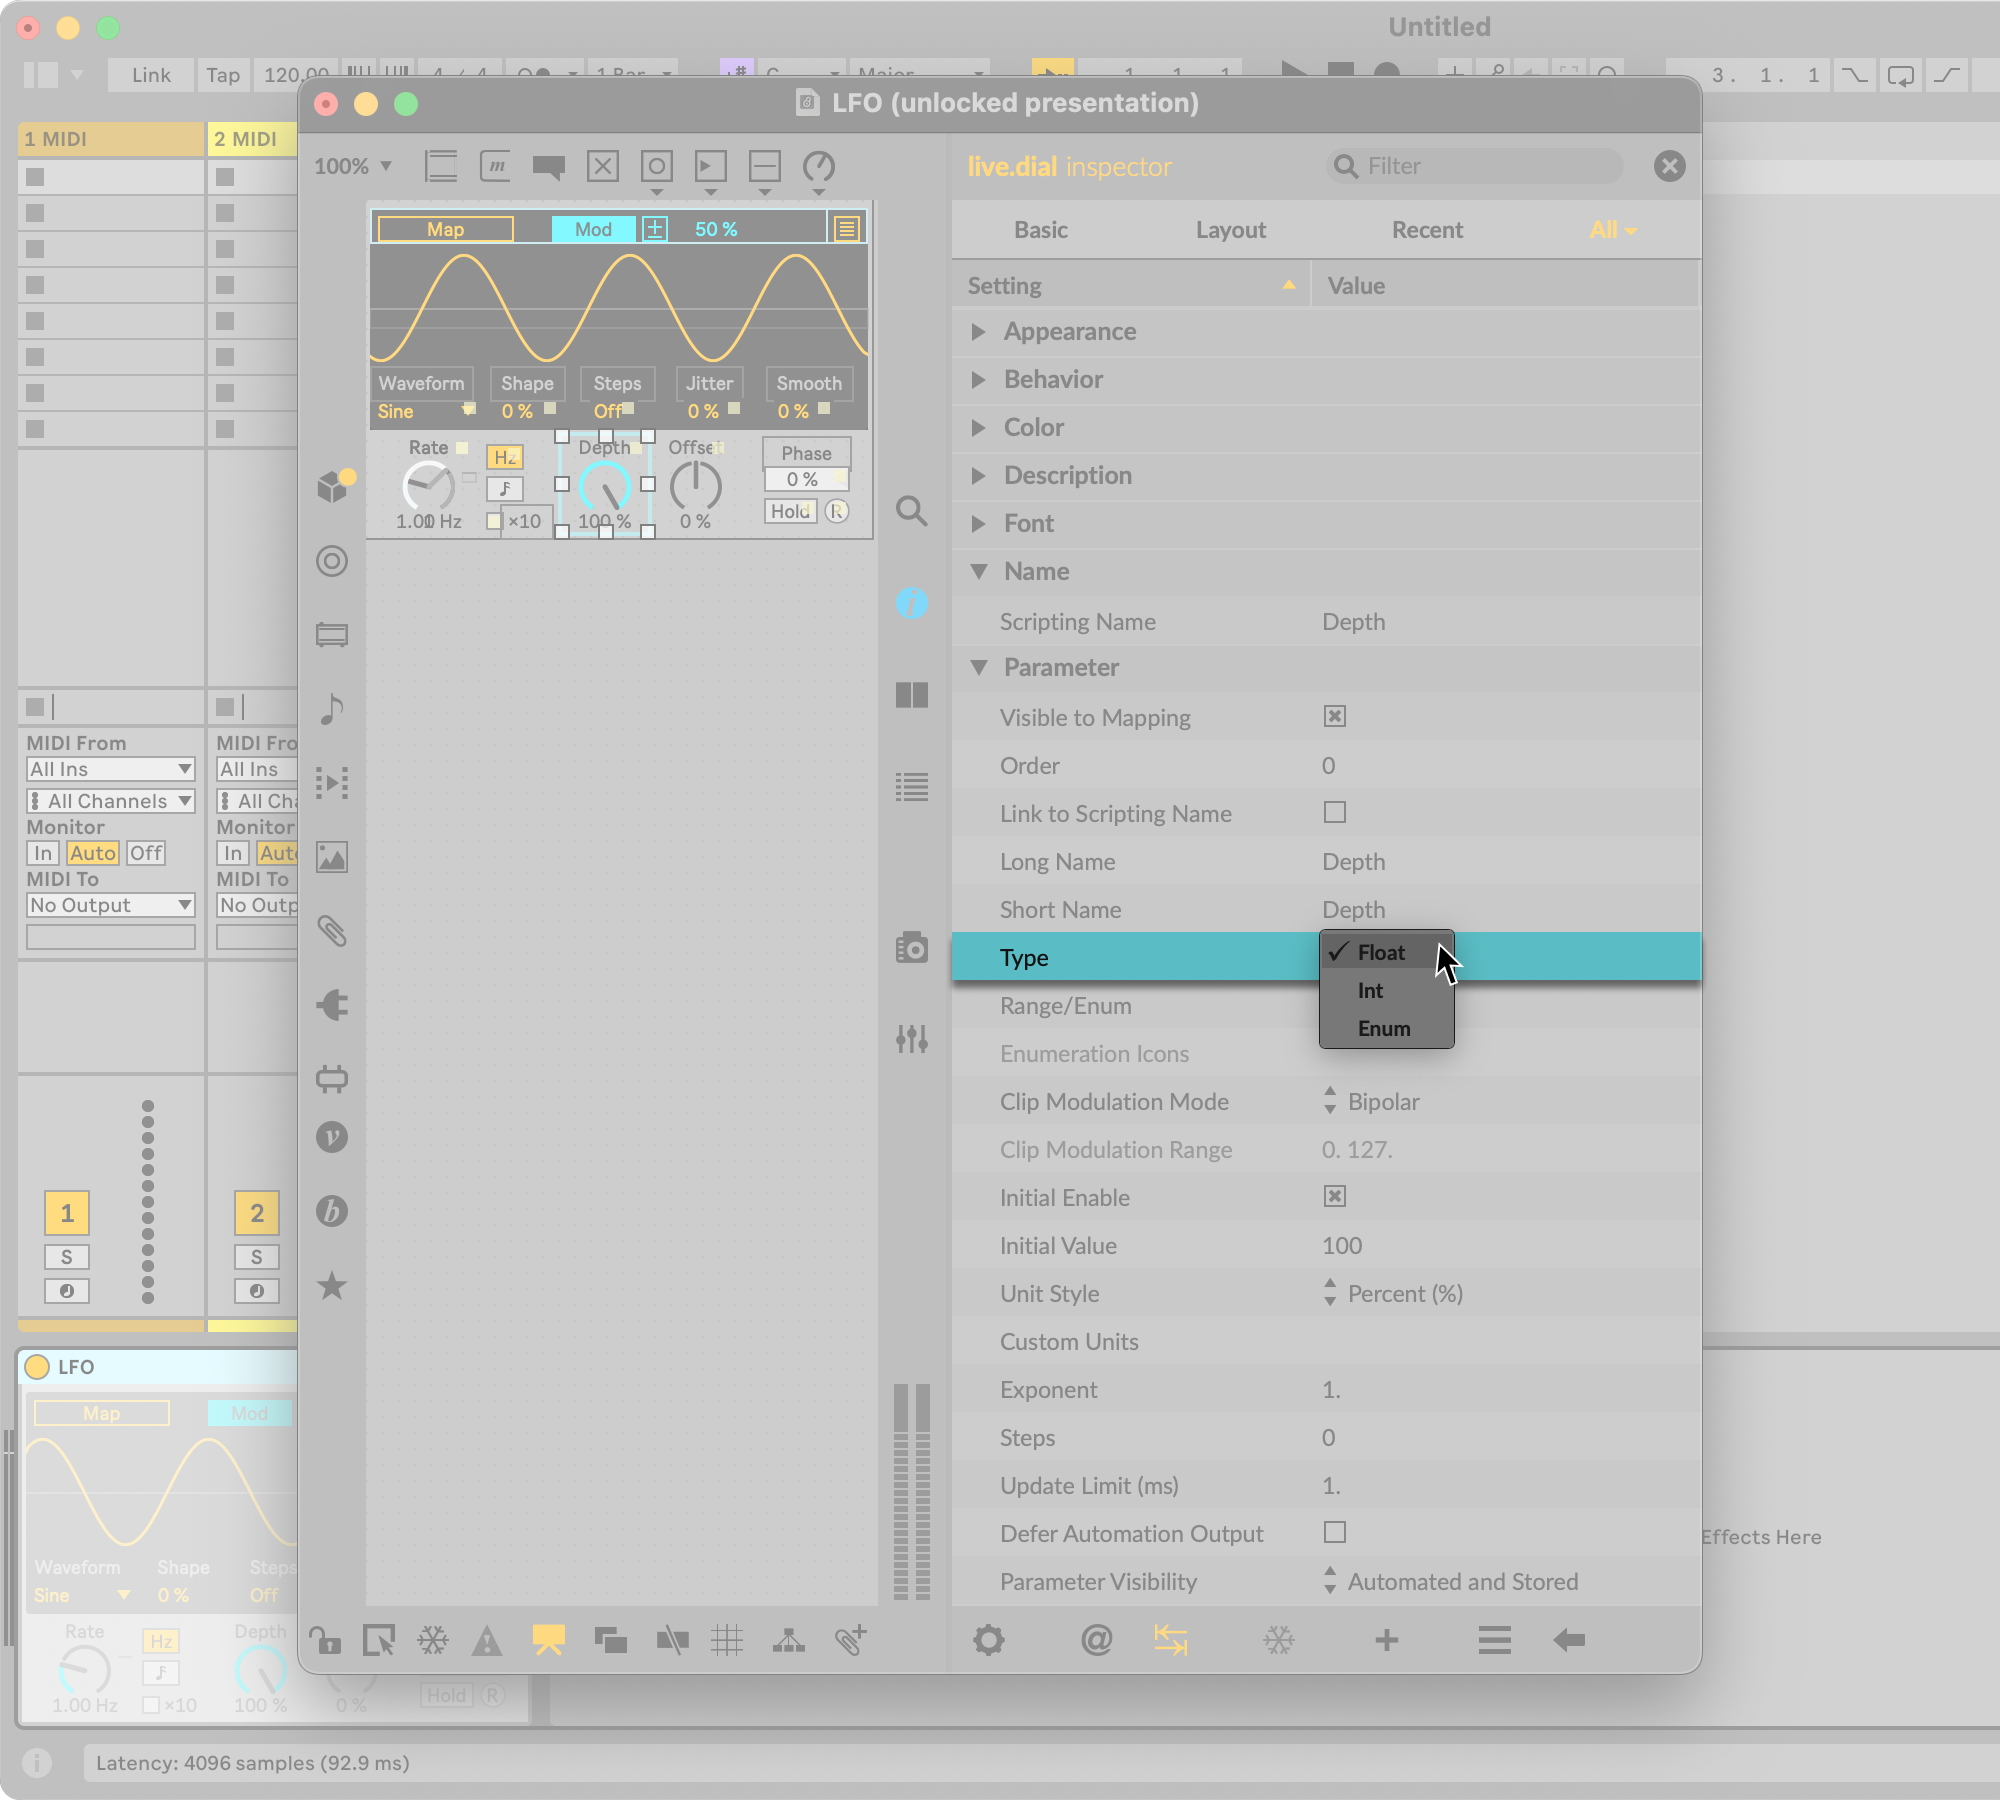 Untitled
Link Tap 120.00 4 / 4 1 Bar C Major 1. 1. 1 3. 1. 1
1 MIDI
2 MIDI
LFO (unlocked presentation)
100%
live.dial inspector
Filter
Basic Layout Recent All
Setting Value
Map Mod 50 %
Waveform Shape Steps Jitter Smooth
Sine 0 % Off 0 % 0 %
Rate Hz Depth Offset Phase
0 %
1.00 Hz ×10 100 % 0 % Hold R
Appearance
Behavior
Color
Description
Font
Name
Scripting Name Depth
Parameter
Visible to Mapping
Order 0
Link to Scripting Name
Long Name Depth
Short Name Depth
Type
Float
Int
Enum
Range/Enum
Enumeration Icons
Clip Modulation Mode Bipolar
Clip Modulation Range 0. 127.
Initial Enable
Initial Value 100
Unit Style Percent (%)
Custom Units
Exponent 1.
Steps 0
Update Limit (ms) 1.
Defer Automation Output
Parameter Visibility Automated and Stored
MIDI From MIDI Fro
All Ins All Ins
All Channels All Cha
Monitor Monitor
In Auto Off In Auto
MIDI To MIDI To
No Output No Outp
1 2
S S
LFO
Map Mod
Waveform Shape Steps
Sine 0 % Off
Rate Hz Depth
1.00 Hz ×10 100 % 0 % Hold R
Effects Here
Latency: 4096 samples (92.9 ms)